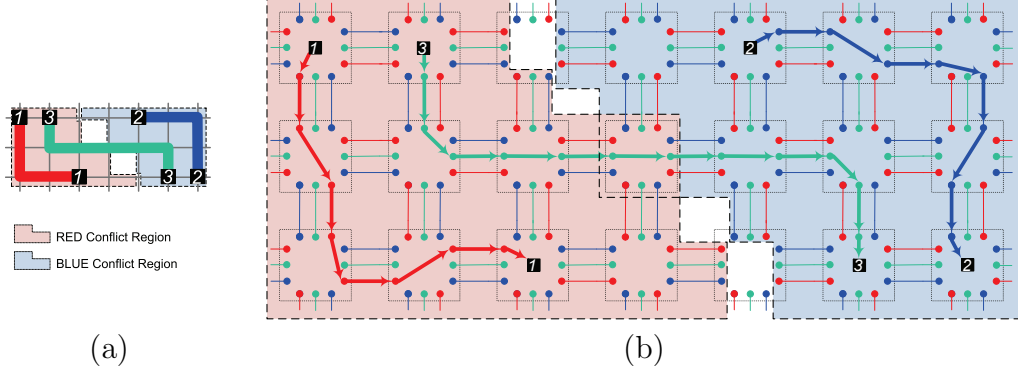 1 3 2
1 3 2
RED Conflict Region
BLUE Conflict Region
(a)
1 3 2
1 3 2
(b)